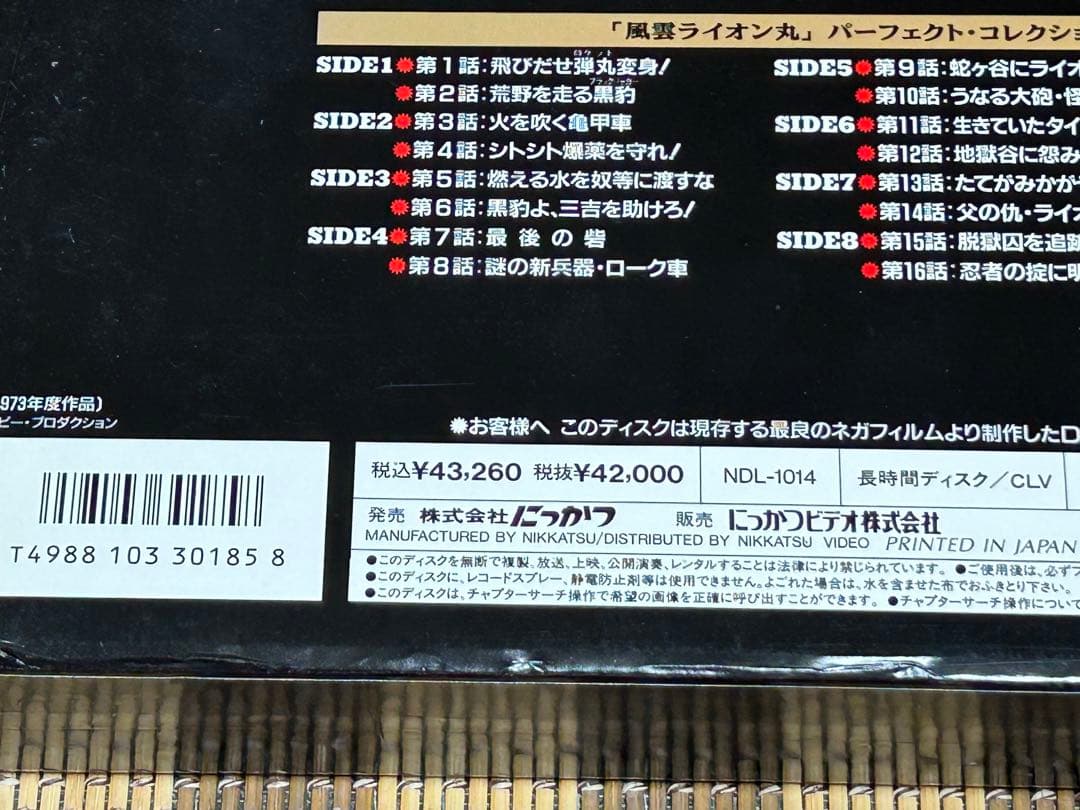 「風雲ライオン丸」パーフェクト・コレクショ
SIDE1 第1話:飛びだせ弾丸変身!
ロケット
第2話:荒野を走る黒豹
SIDE2 第3話:火を吹く亀甲車
第4話:シトシト爆薬を守れ!
SIDE3 第5話:燃える水を奴等に渡すな
第6話:黒豹よ、三吉を助けろ!
SIDE4 第7話:最後の砦
第8話:謎の新兵器・ローク車
SIDE5 第9話:蛇ヶ谷にライオ
第10話:うなる大砲・怪
SIDE6 第11話:生きていたタイ
第12話:地獄谷に怨み
SIDE7 第13話:たてがみかが
第14話:父の仇・ライオ
SIDE8 第15話:脱獄囚を追跡
第16話:忍者の掟に
973年度作品)
ピー・プロダクション
✹お客様へ このディスクは現存する最良のネガフィルムより制作した
T4988 103 30185 8
税込¥43,260 税抜¥42,000
NDL-1014
長時間ディスク/CLV
発売 株式会社にっかつ 販売 にっかつビデオ株式会社
MANUFACTURED BY NIKKATSU/DISTRIBUTED BY NIKKATSU VIDEO PRINTED IN JAPAN
●このディスクを無断で複製、放送、上映、公開演奏、レンタルすることは法律により禁じられています。 ●ご使用後は、必ず
●このディスクに、レコードスプレー、静電防止剤等は使用できません。よごれた場合は、水を含ませた布でおふきとり下さい。
●このディスクは、チャプターサーチ操作で希望の画像を正確に呼び出すことができます。 ●チャプターサーチ操作につい